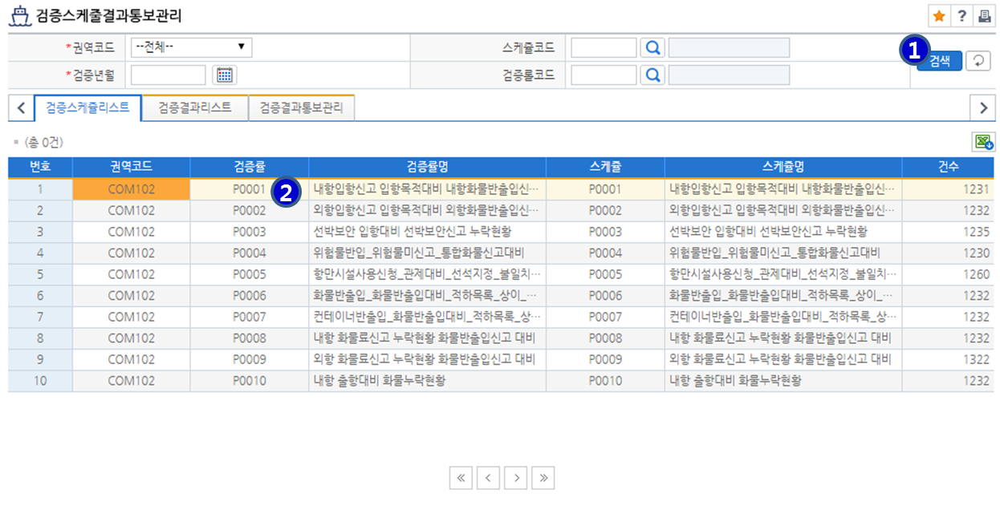 검증스케줄결과통보관리
?
*권역코드 --전체-- ▼ 스케쥴코드 1 검색
*검증년월 검증룰코드
검증스케쥴리스트 검증결과리스트 검증결과통보관리
(총 0건)
번호 권역코드 검증률 검증률명 스케쥴 스케쥴명 건수
1 COM102 P0001 2 내항입항신고 입항목적대비 내항화물반출입신… P0001 내항입항신고 입항목적대비 내항화물반출입신… 1231
2 COM102 P0002 외항입항신고 입항목적대비 외항화물반출입신… P0002 외항입항신고 입항목적대비 외항화물반출입신… 1232
3 COM102 P0003 선박보안 입항대비 선박보안신고 누락현황 P0003 선박보안 입항대비 선박보안신고 누락현황 1235
4 COM102 P0004 위험물반입_위험물미신고_통합화물신고대비 P0004 위험물반입_위험물미신고_통합화물신고대비 1230
5 COM102 P0005 항만시설사용신청_관제대비_선석지정_불일치… P0005 항만시설사용신청_관제대비_선석지정_불일치… 1260
6 COM102 P0006 화물반출입_화물반출입대비_적하목록_상이_… P0006 화물반출입_화물반출입대비_적하목록_상이_… 1232
7 COM102 P0007 컨테이너반출입_화물반출입대비_적하목록_상… P0007 컨테이너반출입_화물반출입대비_적하목록_상… 1232
8 COM102 P0008 내항 화물료신고 누락현황 화물반출입신고 대비 P0008 내항 화물료신고 누락현황 화물반출입신고 대비 1232
9 COM102 P0009 외항 화물료신고 누락현황 화물반출입신고 대비 P0009 외항 화물료신고 누락현황 화물반출입신고 대비 1322
10 COM102 P0010 내항 출항대비 화물누락현황 P0010 내항 출항대비 화물누락현황 1232